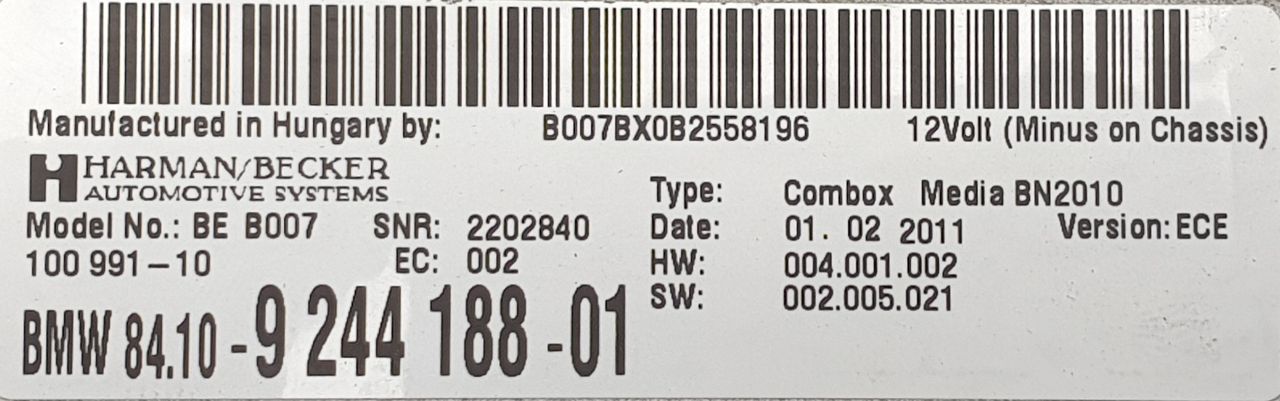 Manufactured in Hungary by: B007BX0B2558196 12Volt (Minus on Chassis)
HARMAN/BECKER
AUTOMOTIVE SYSTEMS
Type: Combox Media BN2010
Model No.: BE B007 SNR: 2202840 Date: 01. 02 2011 Version: ECE
100 991-10 EC: 002 HW: 004.001.002
SW: 002.005.021
BMW 84.10 -9 244 188 -01